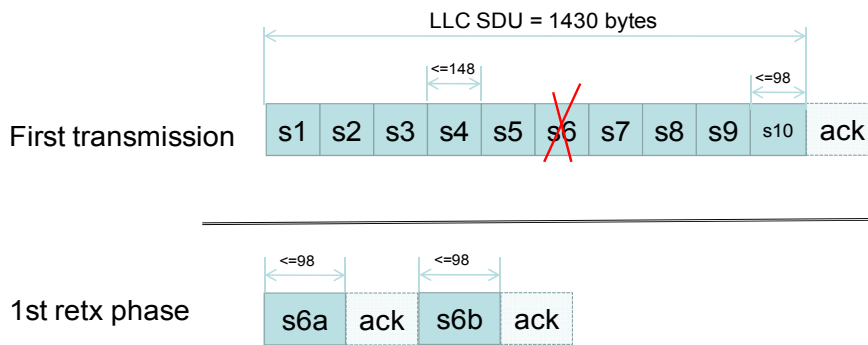 LLC SDU = 1430 bytes
<=148
<=98
First transmission
s1 s2 s3 s4 s5 s6 s7 s8 s9 s10 ack
<=98
<=98
1st retx phase
s6a ack s6b ack